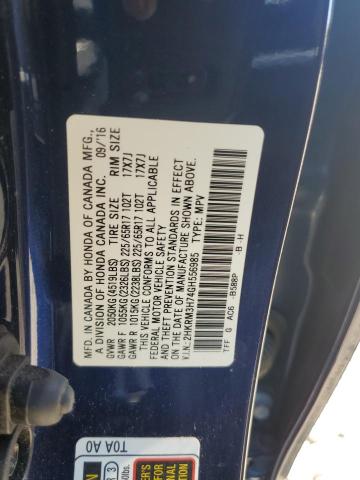 MFD. IN CANADA BY HONDA OF CANADA MFG.,
A DIVISION OF HONDA CANADA INC. 09/'16
GVWR 2050KG(4519LBS) TIRE SIZE RIM SIZE
GAWR F 1055KG(2326LBS) 225/65R17 102T 17X7J
GAWR R 1015KG(2238LBS) 225/65R17 102T 17X7J
THIS VEHICLE CONFORMS TO ALL APPLICABLE
FEDERAL MOTOR VEHICLE SAFETY
AND THEFT PREVENTION STANDARDS IN EFFECT
ON THE DATE OF MANUFACTURE SHOWN ABOVE.
V.I.N.:2HKRM3H74GH556985 TYPE: MPV
TFF G AC6 -B588P -B -H
TOA A0